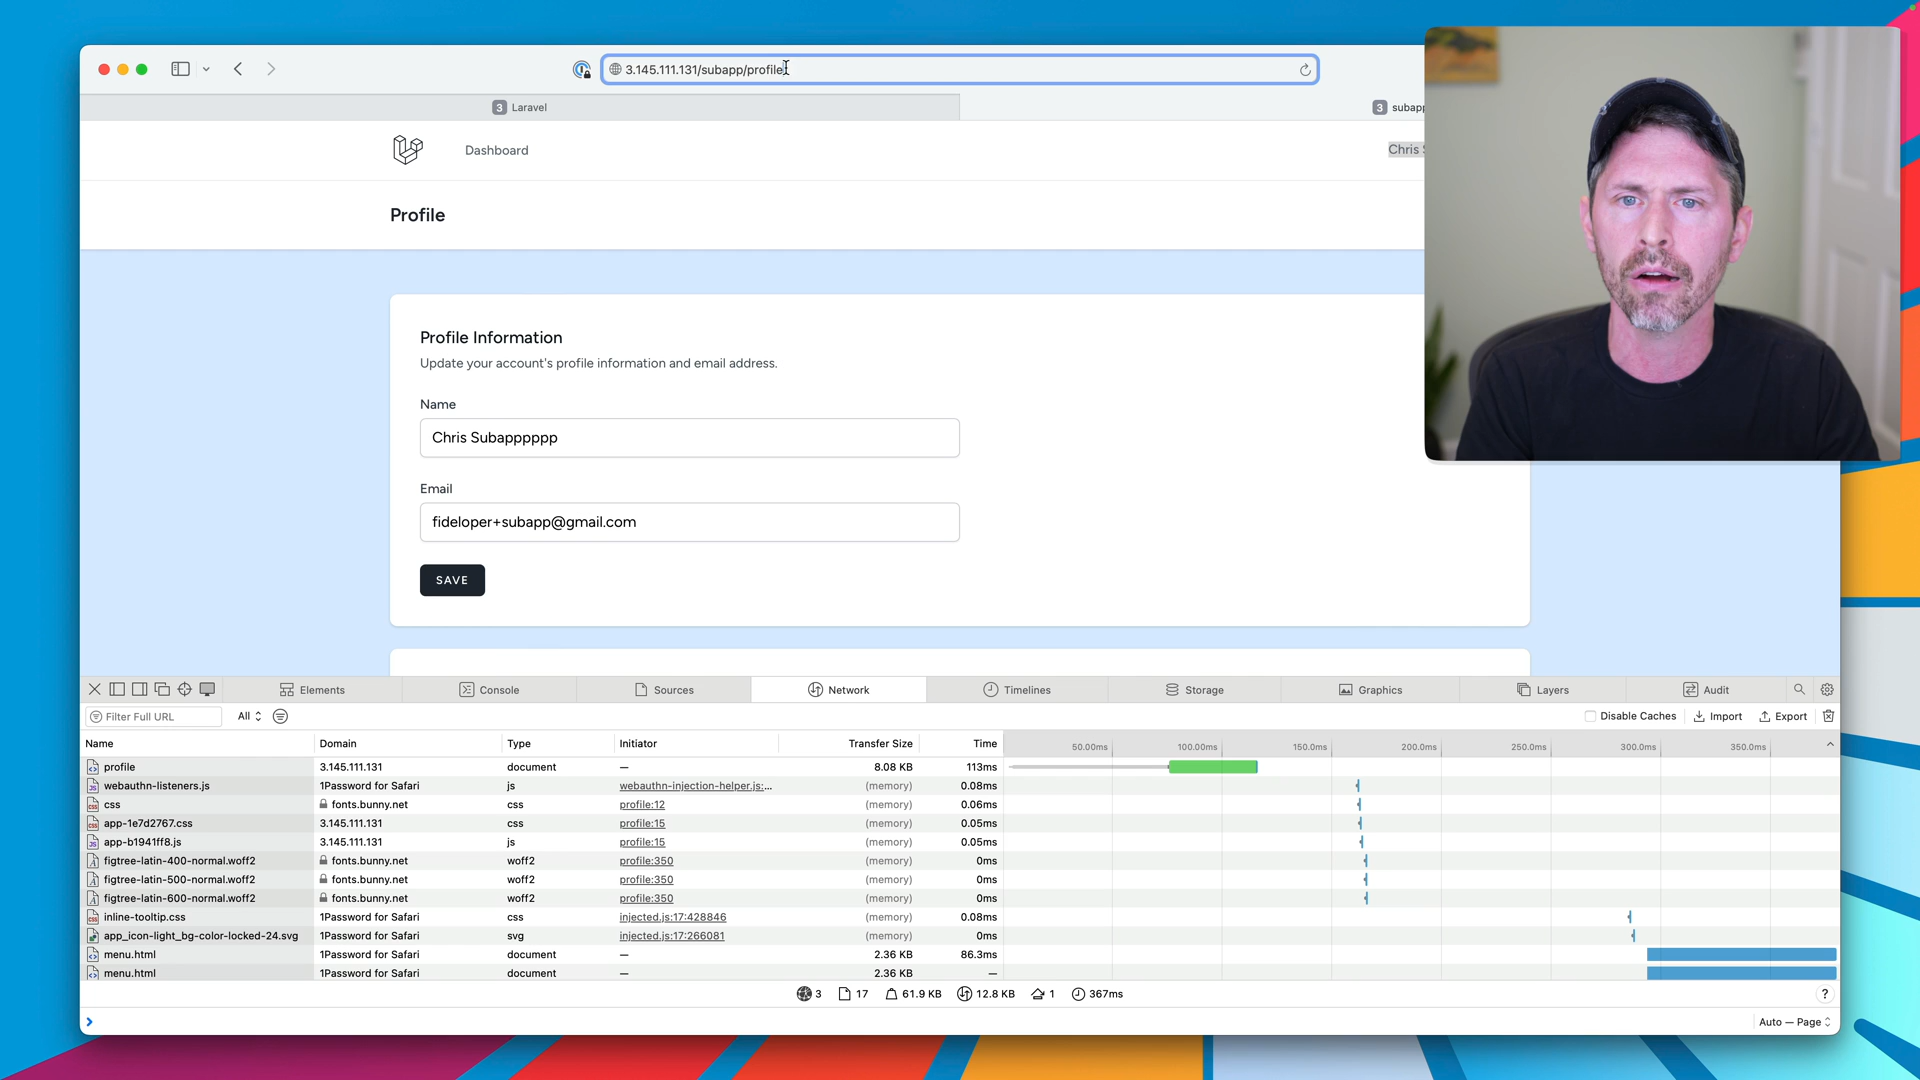 3.145.111.131/subapp/profile
3 Laravel
3 subapp
Dashboard
Chris S
Profile
Profile Information
Update your account's profile information and email address.
Name
Chris Subapppppp
Email
fideloper+subapp@gmail.com
SAVE
Elements
Console
Sources
Network
Timelines
Storage
Graphics
Layers
Audit
Filter Full URL
All
Disable Caches
Import
Export
Name Domain Type Initiator Transfer Size Time 50.00ms 100.00ms 150.0ms 200.0ms 250.0ms 300.0ms 350.0ms
profile 3.145.111.131 document — 8.08 KB 113ms
webauthn-listeners.js 1Password for Safari js webauthn-injection-helper.js:... (memory) 0.08ms
css fonts.bunny.net css profile:12 (memory) 0.06ms
app-1e7d2767.css 3.145.111.131 css profile:15 (memory) 0.05ms
app-b1941ff8.js 3.145.111.131 js profile:15 (memory) 0.05ms
figtree-latin-400-normal.woff2 fonts.bunny.net woff2 profile:350 (memory) 0ms
figtree-latin-500-normal.woff2 fonts.bunny.net woff2 profile:350 (memory) 0ms
figtree-latin-600-normal.woff2 fonts.bunny.net woff2 profile:350 (memory) 0ms
inline-tooltip.css 1Password for Safari css injected.js:17:428846 (memory) 0.08ms
app_icon-light_bg-color-locked-24.svg 1Password for Safari svg injected.js:17:266081 (memory) 0ms
menu.html 1Password for Safari document — 2.36 KB 86.3ms
menu.html 1Password for Safari document — 2.36 KB —
3 17 61.9 KB 12.8 KB 1 367ms ?
Auto — Page